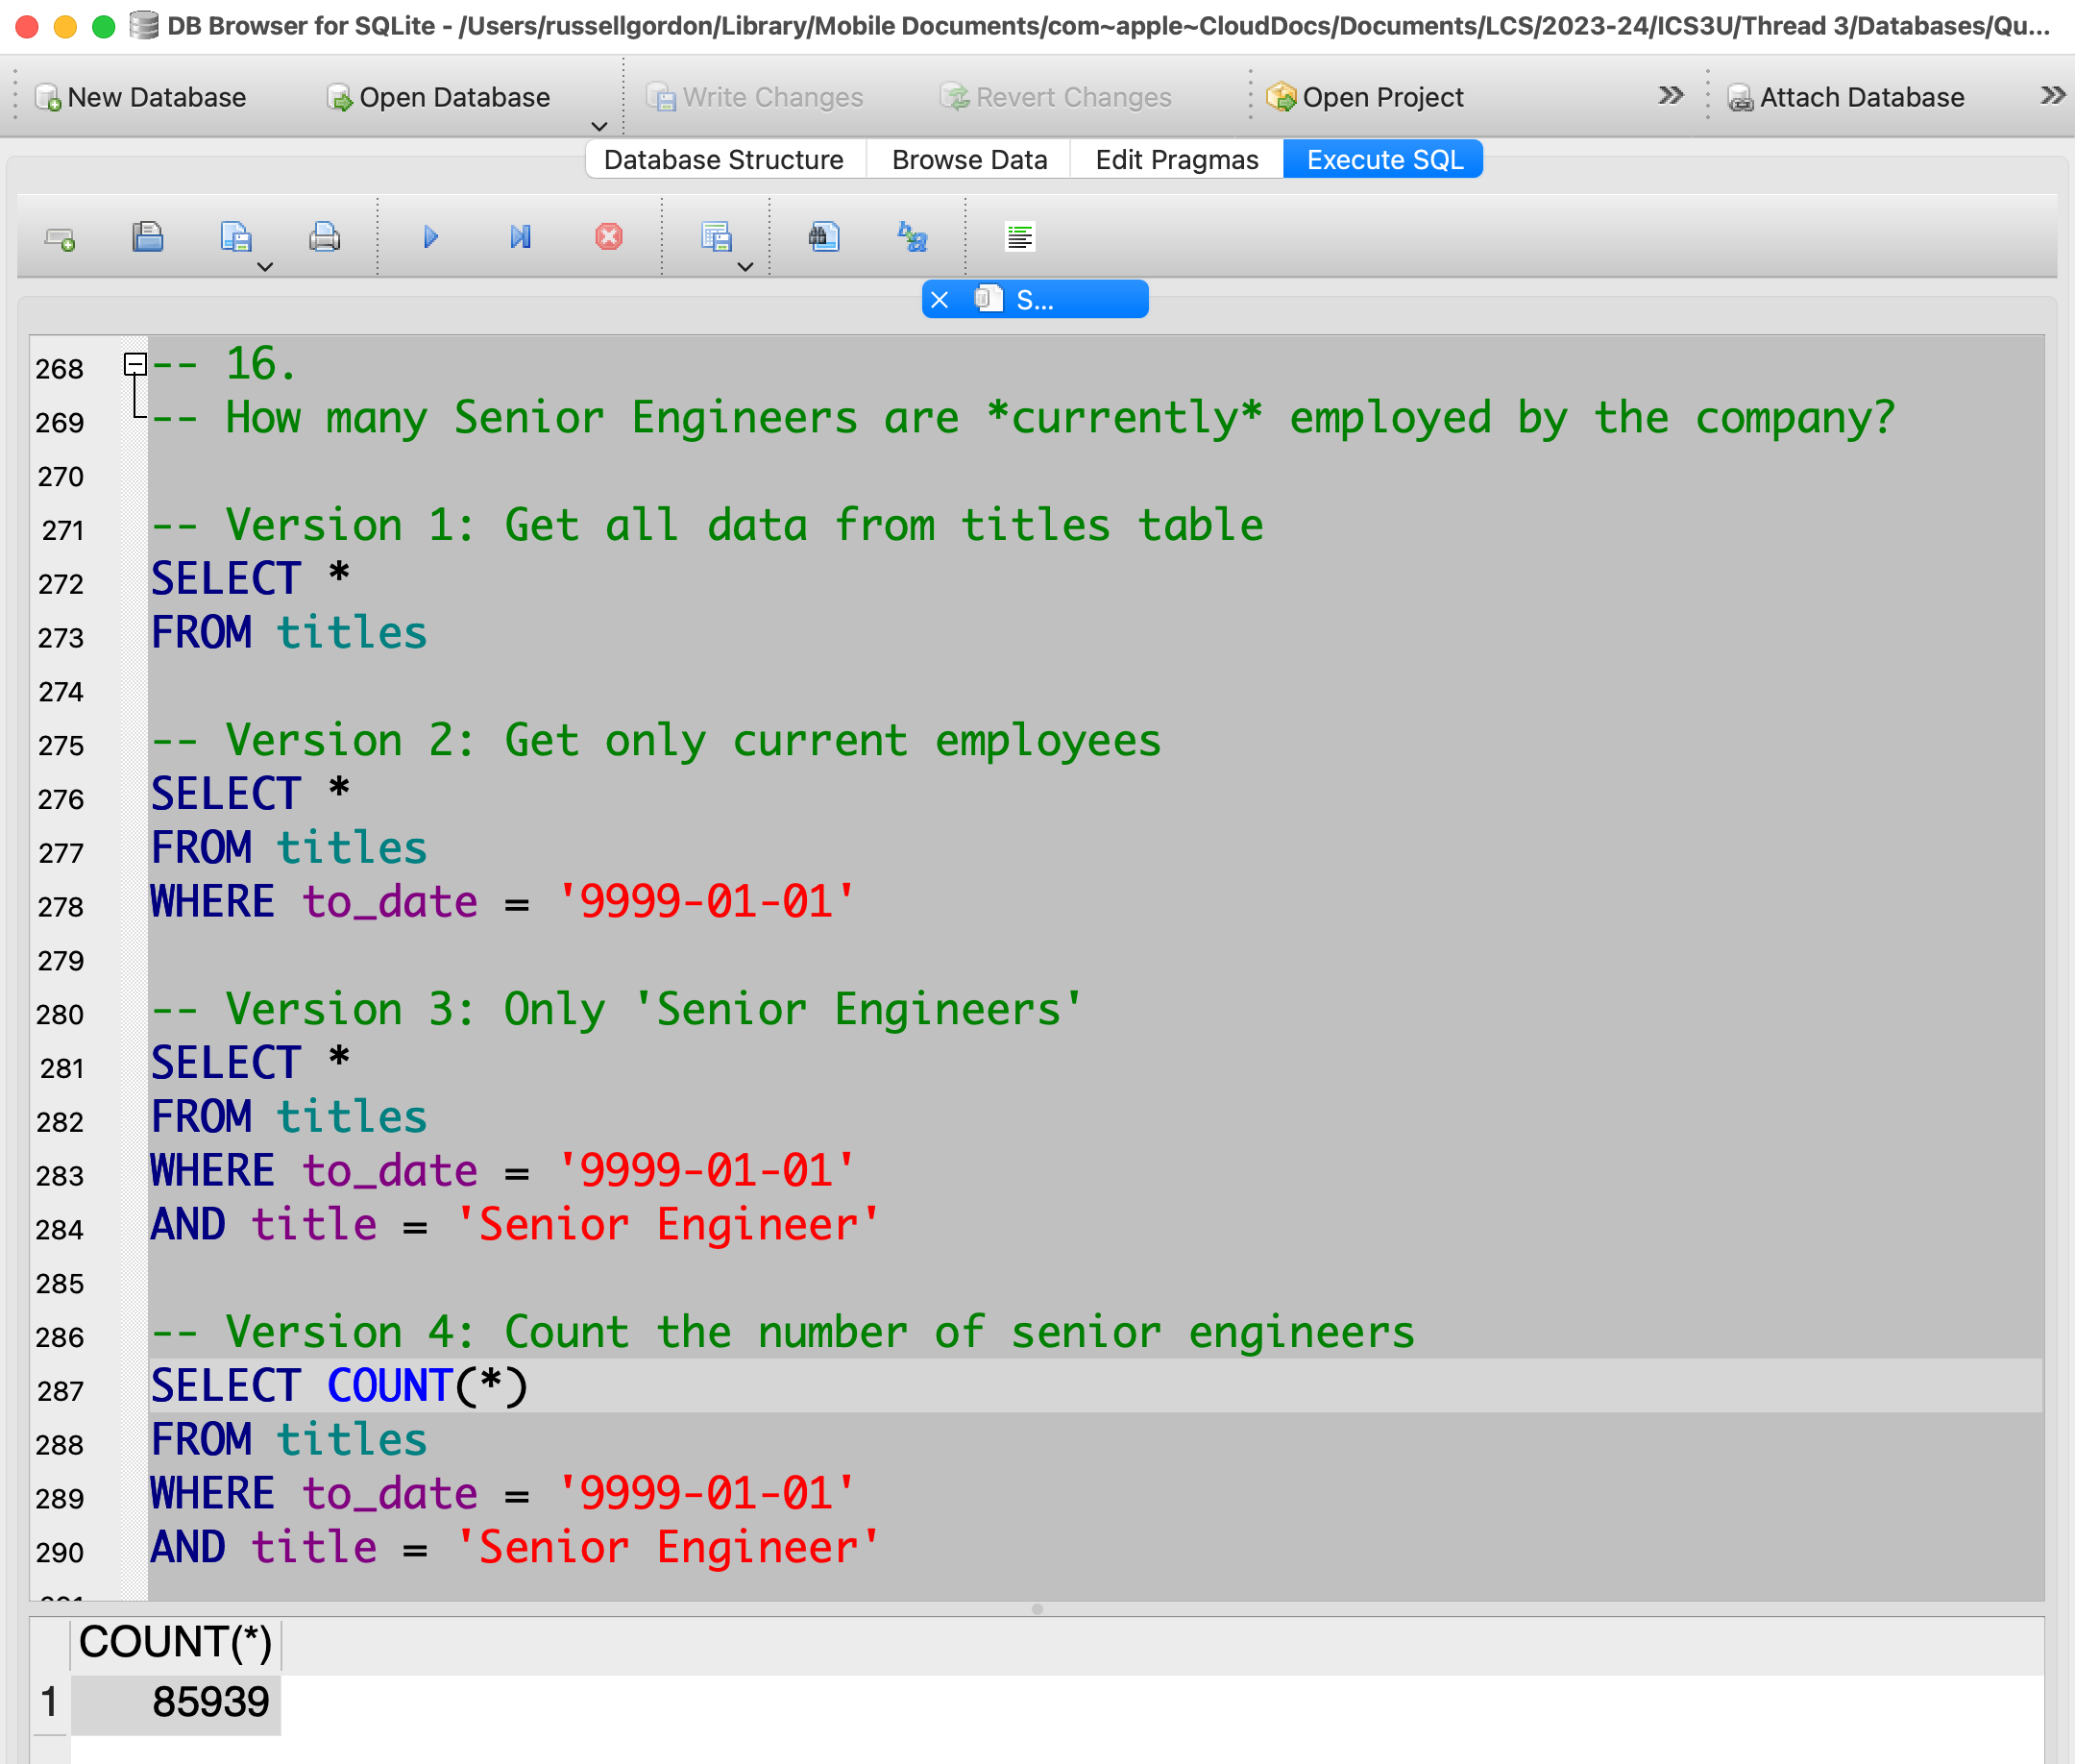 DB Browser for SQLite - /Users/russellgordon/Library/Mobile Documents/com~apple~CloudDocs/Documents/LCS/2023-24/ICS3U/Thread 3/Databases/Qu...
New Database Open Database Write Changes Revert Changes Open Project Attach Database
Database Structure Browse Data Edit Pragmas Execute SQL
S...
268 -- 16.
269 -- How many Senior Engineers are *currently* employed by the company?
270
271 -- Version 1: Get all data from titles table
272 SELECT *
273 FROM titles
274
275 -- Version 2: Get only current employees
276 SELECT *
277 FROM titles
278 WHERE to_date = '9999-01-01'
279
280 -- Version 3: Only 'Senior Engineers'
281 SELECT *
282 FROM titles
283 WHERE to_date = '9999-01-01'
284 AND title = 'Senior Engineer'
285
286 -- Version 4: Count the number of senior engineers
287 SELECT COUNT(*)
288 FROM titles
289 WHERE to_date = '9999-01-01'
290 AND title = 'Senior Engineer'
COUNT(*)
1 85939